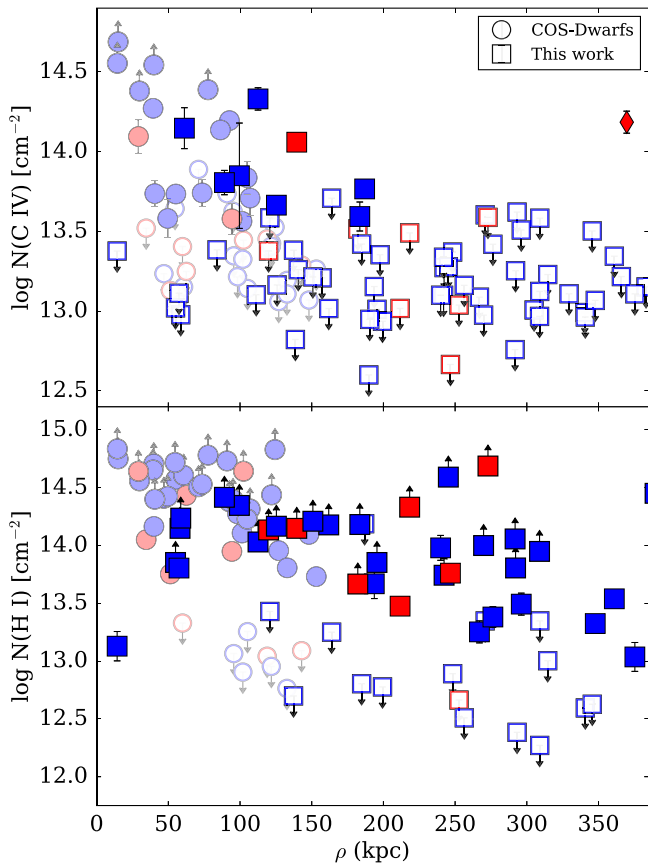 COS-Dwarfs
This work
log N(C IV) [cm⁻²]
14.5
14.0
13.5
13.0
12.5
log N(H I) [cm⁻²]
15.0
14.5
14.0
13.5
13.0
12.5
12.0
0 50 100 150 200 250 300 350
ρ (kpc)